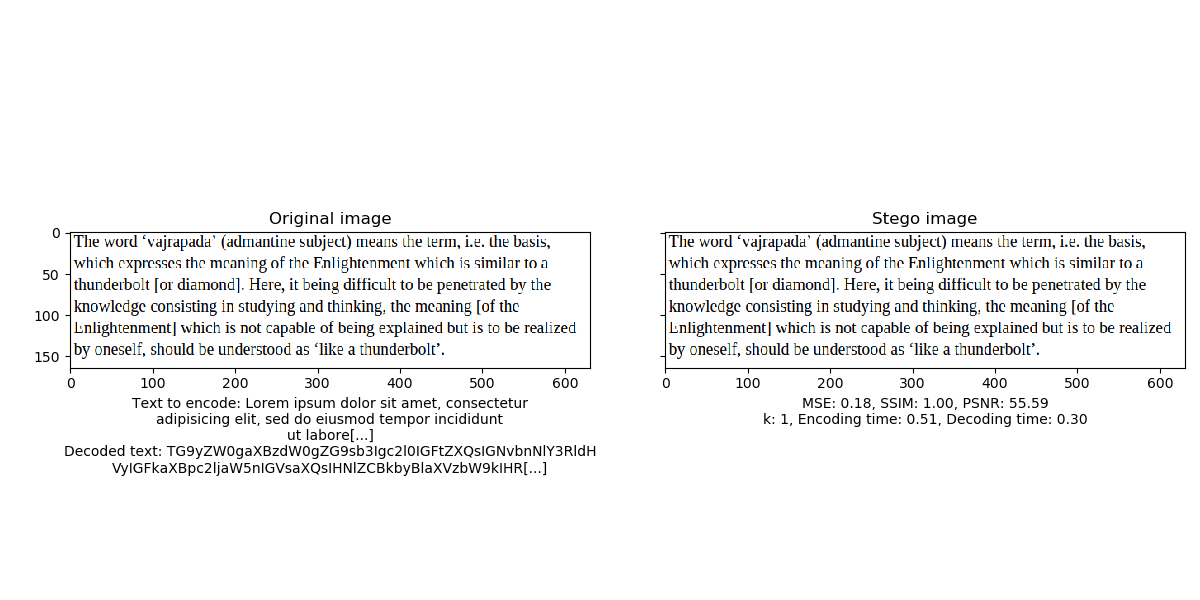 Original image
0
The word ‘vajrapada’ (admantine subject) means the term, i.e. the basis,
which expresses the meaning of the Enlightenment which is similar to a
50
thunderbolt [or diamond]. Here, it being difficult to be penetrated by the
knowledge consisting in studying and thinking, the meaning [of the
100
Enlightenment] which is not capable of being explained but is to be realized
by oneself, should be understood as ‘like a thunderbolt’.
150
0 100 200 300 400 500 600
Text to encode: Lorem ipsum dolor sit amet, consectetur
adipisicing elit, sed do eiusmod tempor incididunt
ut labore[...]
Decoded text: TG9yZW0gaXBzdW0gZG9sb3Igc2l0IGFtZXQsIGNvbnNlY3RldH
VyIGFkaXBpc2ljaW5nIGVsaXQsIHNlZCBkbyBlaXVzbW9kIHR[...]
Stego image
The word ‘vajrapada’ (admantine subject) means the term, i.e. the basis,
which expresses the meaning of the Enlightenment which is similar to a
thunderbolt [or diamond]. Here, it being difficult to be penetrated by the
knowledge consisting in studying and thinking, the meaning [of the
Enlightenment] which is not capable of being explained but is to be realized
by oneself, should be understood as ‘like a thunderbolt’.
0 100 200 300 400 500 600
MSE: 0.18, SSIM: 1.00, PSNR: 55.59
k: 1, Encoding time: 0.51, Decoding time: 0.30